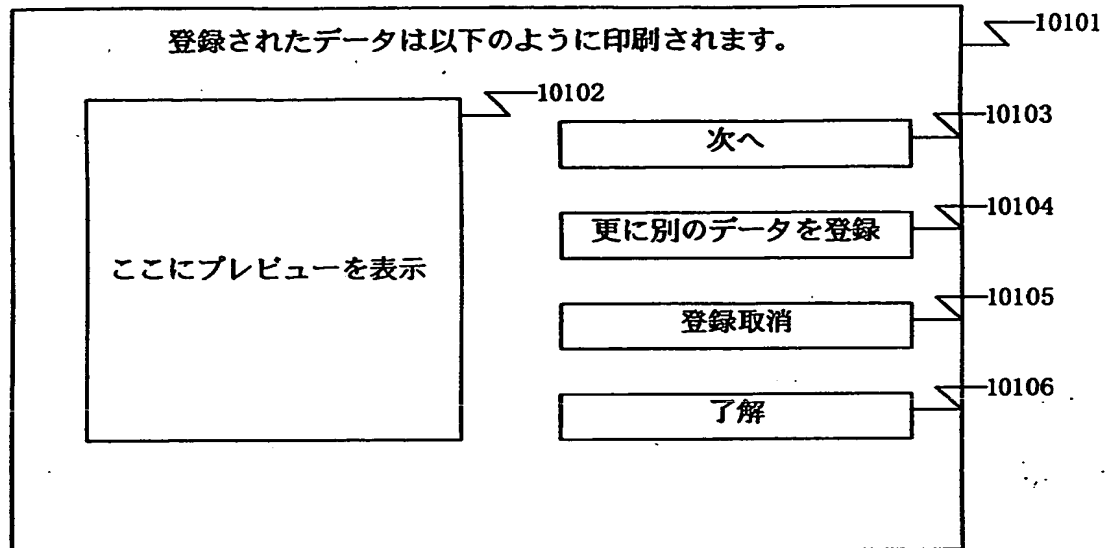 登録されたデータは以下のように印刷されます。
10101
10102
ここにプレビューを表示
10103
次へ
10104
更に別のデータを登録
10105
登録取消
10106
了解